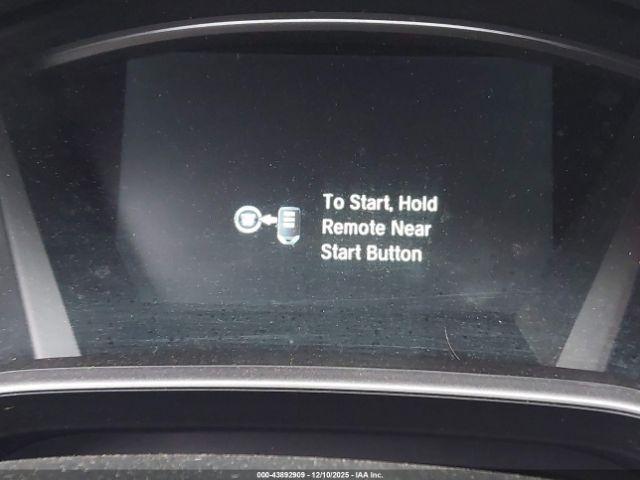 To Start, Hold
Remote Near
Start Button
000-43892909 • 12/10/2025 • IAA Inc.